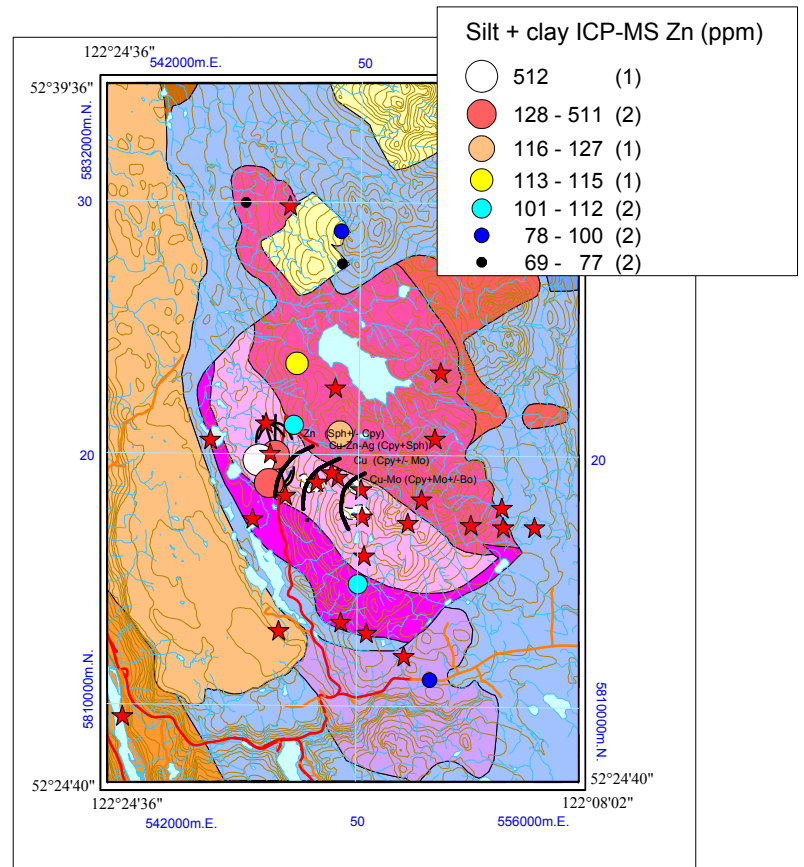 Silt + clay ICP-MS Zn (ppm)
512 (1)
128 - 511 (2)
116 - 127 (1)
113 - 115 (1)
101 - 112 (2)
78 - 100 (2)
69 - 77 (2)
542000m.E. 50
122°24'36"
52°39'36"
5832000m.N.
30
20
20
Zn (Sph+/- Cpy)
Cu-Zn-Ag (Cpy+Sph)
Cu (Cpy+/- Mo)
Cu-Mo (Cpy+Mo+/-Bo)
5810000m.N.
5810000m.N.
52°24'40"
52°24'40"
122°24'36"
122°08'02"
542000m.E. 50 556000m.E.